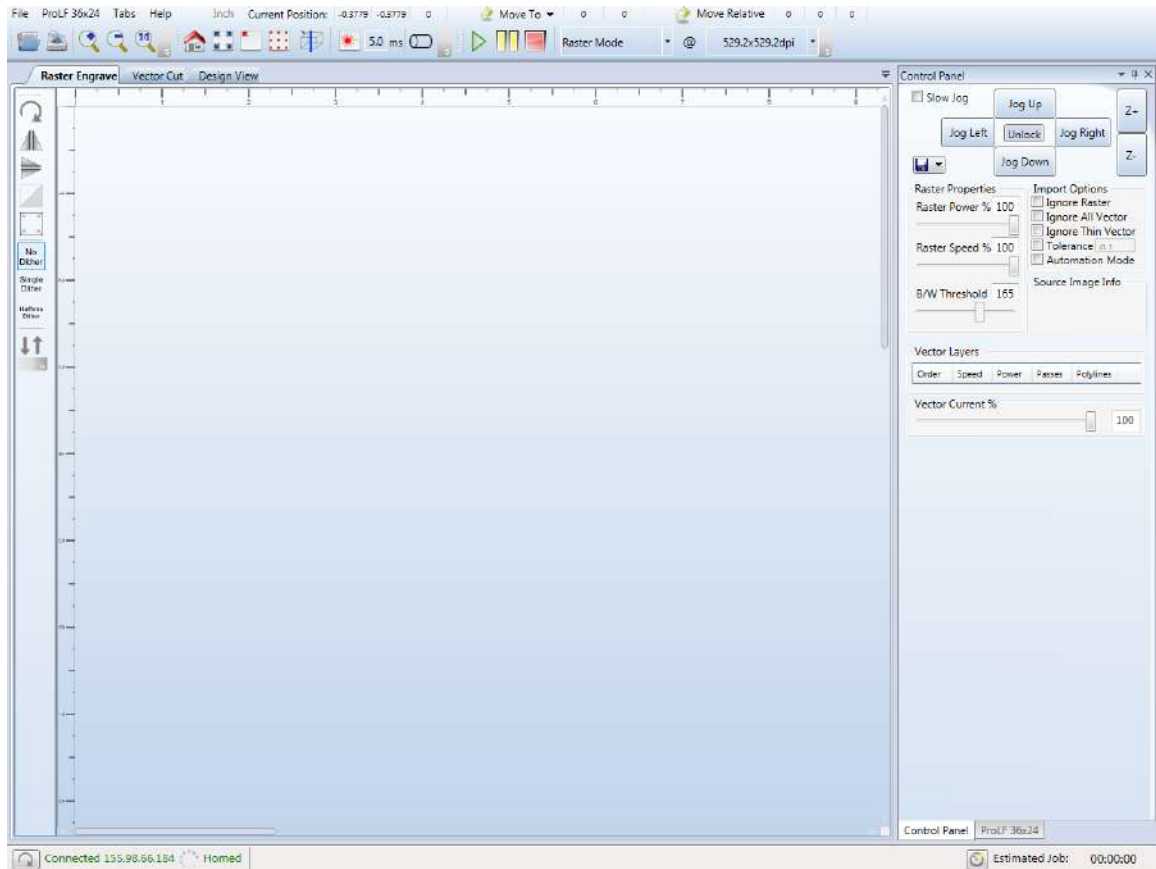 File ProLF 36x24 Tabs Help Inch Current Position: -0.3779 -0.3779 0 Move To 0 0 Move Relative 0 0 0
5.0 ms Raster Mode @ 529.2x529.2dpi
Raster Engrave Vector Cut Design View
Control Panel
Slow Jog
Jog Up
Z+
Jog Left Unlock Jog Right
Jog Down
Z-
Raster Properties
Raster Power % 100
Raster Speed % 100
B/W Threshold 165
Import Options
Ignore Raster
Ignore All Vector
Ignore Thin Vector
Tolerance 0.1
Automation Mode
Source Image Info
Vector Layers
Order Speed Power Passes Polylines
Vector Current %
100
No
Dither
Single
Dither
Halftone
Dither
Control Panel ProLF 36x24
Connected 155.98.66.184 Homed
Estimated Job: 00:00:00